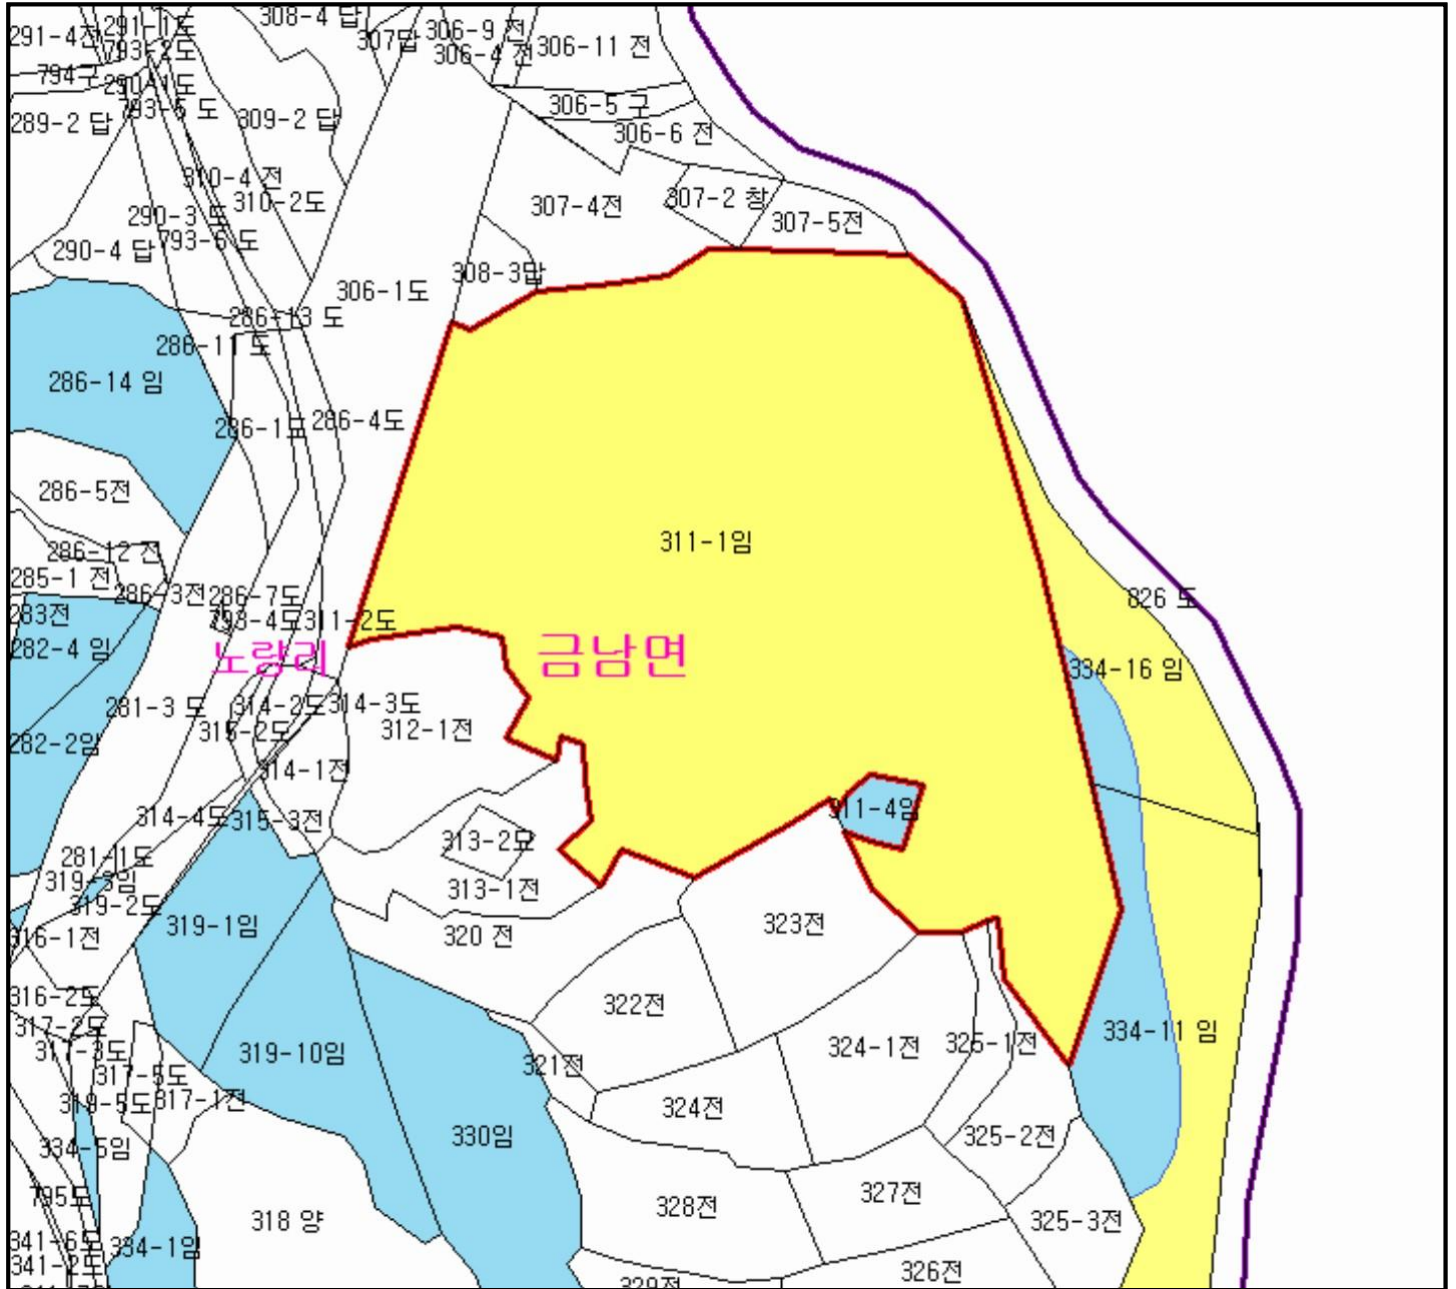 291-4전
291-1도
793-2도
794구
290-1도
793-5 도
289-2 답
308-4 답
307답
306-9 전
306-4 전
306-11 전
306-5 구
306-6 전
309-2 답
310-4 전
310-2도
290-3 도
793-6 도
290-4 답
307-4전
307-2 창
307-5전
308-3답
306-1도
286-13 도
286-11 도
286-14 임
286-1도
286-4도
286-5전
286-12 전
285-1 전
286-3전
286-7도
283전
793-4도
311-2도
282-4 임
노량리
금남면
311-1임
826 도
334-16 임
281-3 도
314-2도
314-3도
315-2도
312-1전
282-2임
314-1전
314-4도
315-3전
311-4임
313-2묘
281-1도
319-3임
313-1전
319-2도
319-1임
316-1전
320 전
323전
316-2도
322전
317-2도
317-3도
319-10임
324-1전
325-1전
334-11 임
321전
317-5도
319-5도
317-1전
324전
334-5임
330임
325-2전
795도
327전
328전
318 양
325-3전
341-6도
334-1임
341-2도
326전
329전